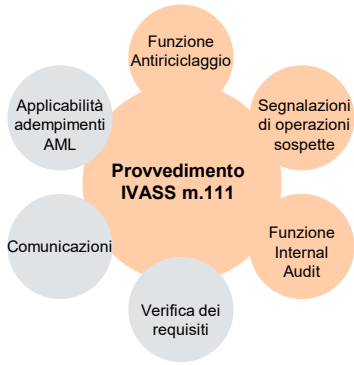 Funzione
Antiriciclaggio
Applicabilità
adempimenti
AML
Segnalazioni
di operazioni
sospette
Provvedimento
IVASS m.111
Comunicazioni
Funzione
Internal
Audit
Verifica dei
requisiti